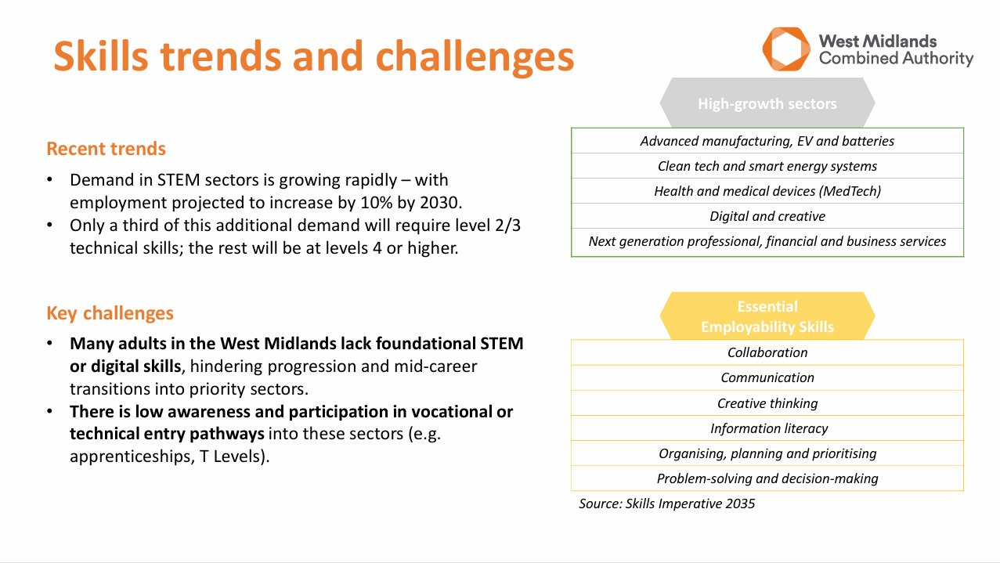 Skills trends and challenges
West Midlands
Combined Authority
Recent trends
• Demand in STEM sectors is growing rapidly – with
employment projected to increase by 10% by 2030.
• Only a third of this additional demand will require level 2/3
technical skills; the rest will be at levels 4 or higher.
Key challenges
• Many adults in the West Midlands lack foundational STEM
or digital skills, hindering progression and mid-career
transitions into priority sectors.
• There is low awareness and participation in vocational or
technical entry pathways into these sectors (e.g.
apprenticeships, T Levels).
High-growth sectors
Advanced manufacturing, EV and batteries
Clean tech and smart energy systems
Health and medical devices (MedTech)
Digital and creative
Next generation professional, financial and business services
Essential
Employability Skills
Collaboration
Communication
Creative thinking
Information literacy
Organising, planning and prioritising
Problem-solving and decision-making
Source: Skills Imperative 2035